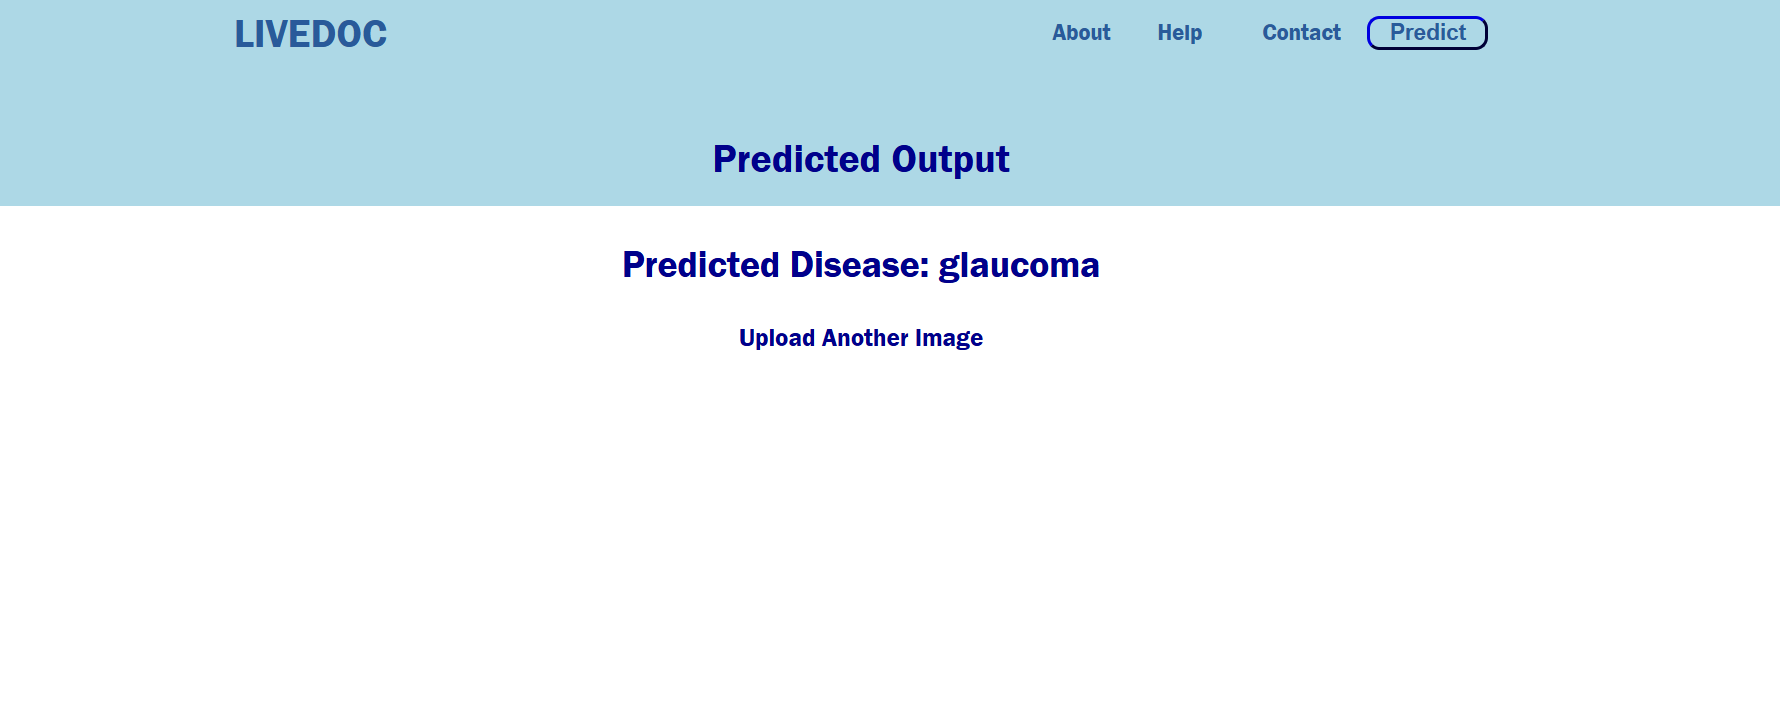 LIVEDOC
About Help Contact Predict
Predicted Output
Predicted Disease: glaucoma
Upload Another Image